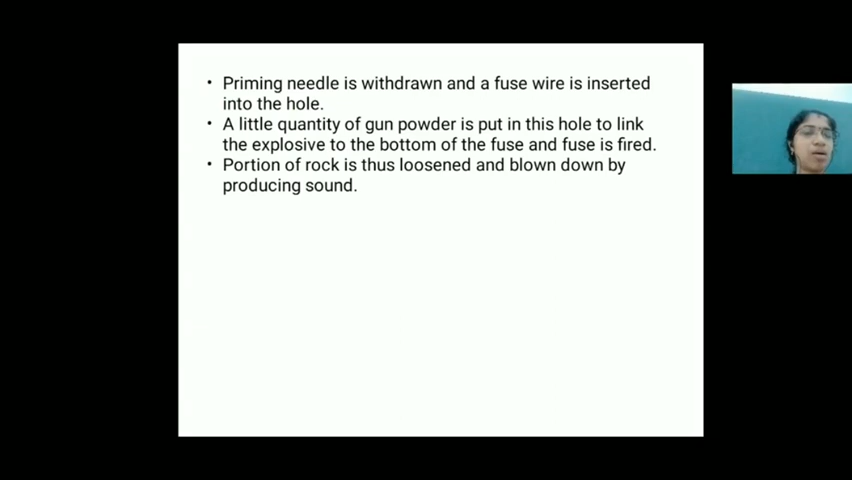 • Priming needle is withdrawn and a fuse wire is inserted
into the hole.
• A little quantity of gun powder is put in this hole to link
the explosive to the bottom of the fuse and fuse is fired.
• Portion of rock is thus loosened and blown down by
producing sound.